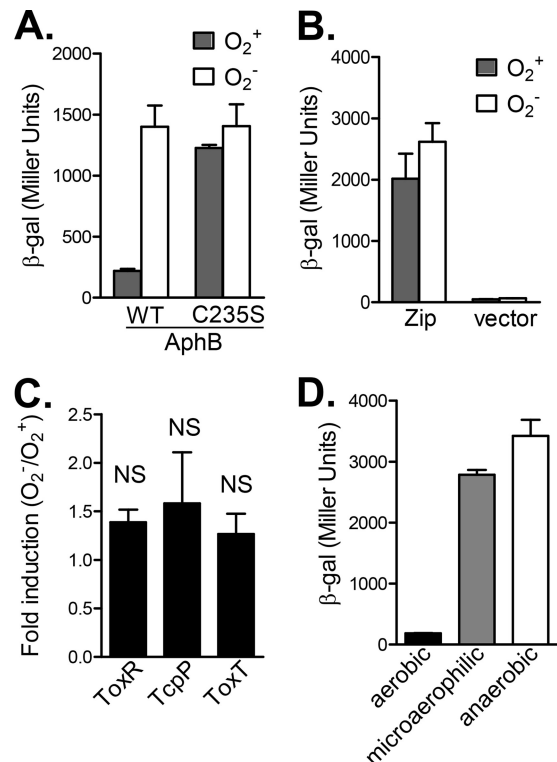 A.
O₂⁺
O₂⁻
β-gal (Miller Units)
2000
1500
1000
500
0
WT C235S
AphB
B.
O₂⁺
O₂⁻
β-gal (Miller Units)
4000
3000
2000
1000
0
Zip vector
C.
Fold induction (O₂⁻/O₂⁺)
2.5
2.0
1.5
1.0
0.5
0.0
NS
NS
NS
ToxR
TcpP
ToxT
D.
β-gal (Miller Units)
4000
3000
2000
1000
0
aerobic
microaerophilic
anaerobic